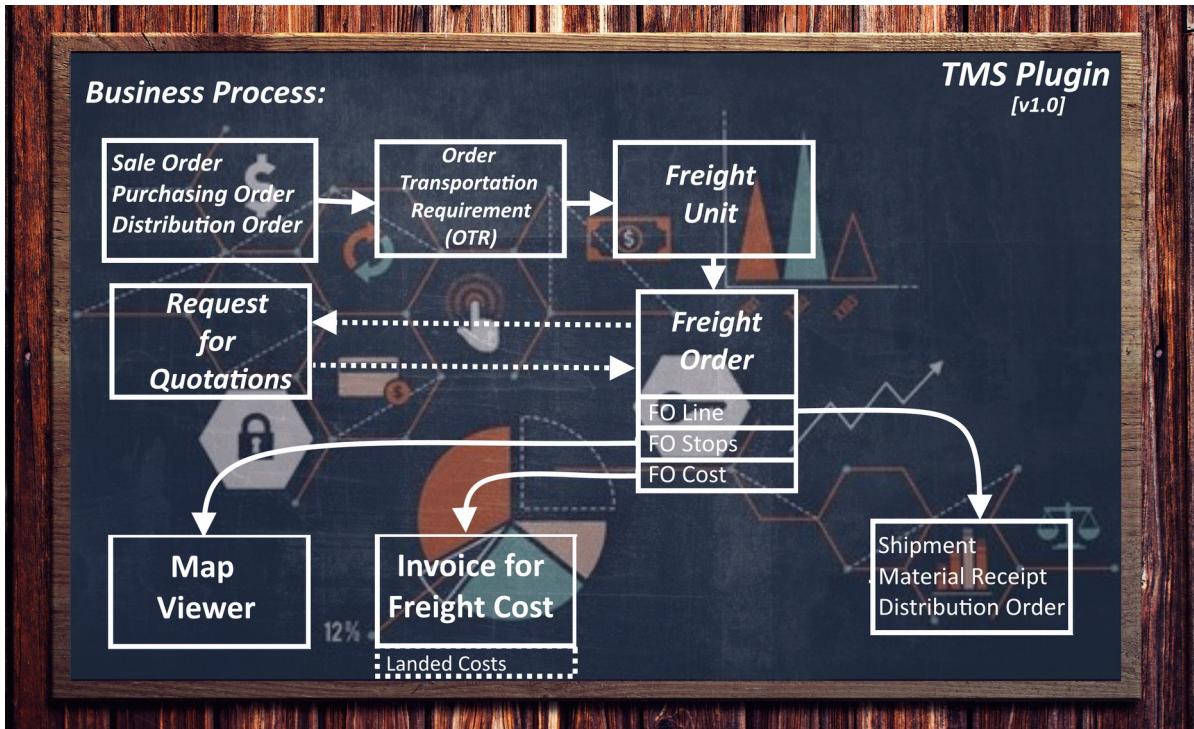 Business Process:
TMS Plugin
[v1.0]
Sale Order
Purchasing Order
Distribution Order
Order
Transportation
Requirement
(OTR)
Freight
Unit
Request
for
Quotations
Freight
Order
FO Line
FO Stops
FO Cost
Map
Viewer
Invoice for
Freight Cost
Landed Costs
Shipment
Material Receipt
Distribution Order
12%
$
$
$